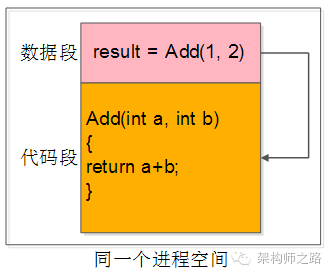 数据段
result = Add(1, 2)
代码段
Add(int a, int b)
{
return a+b;
}
同一个进程空间
架构师之路